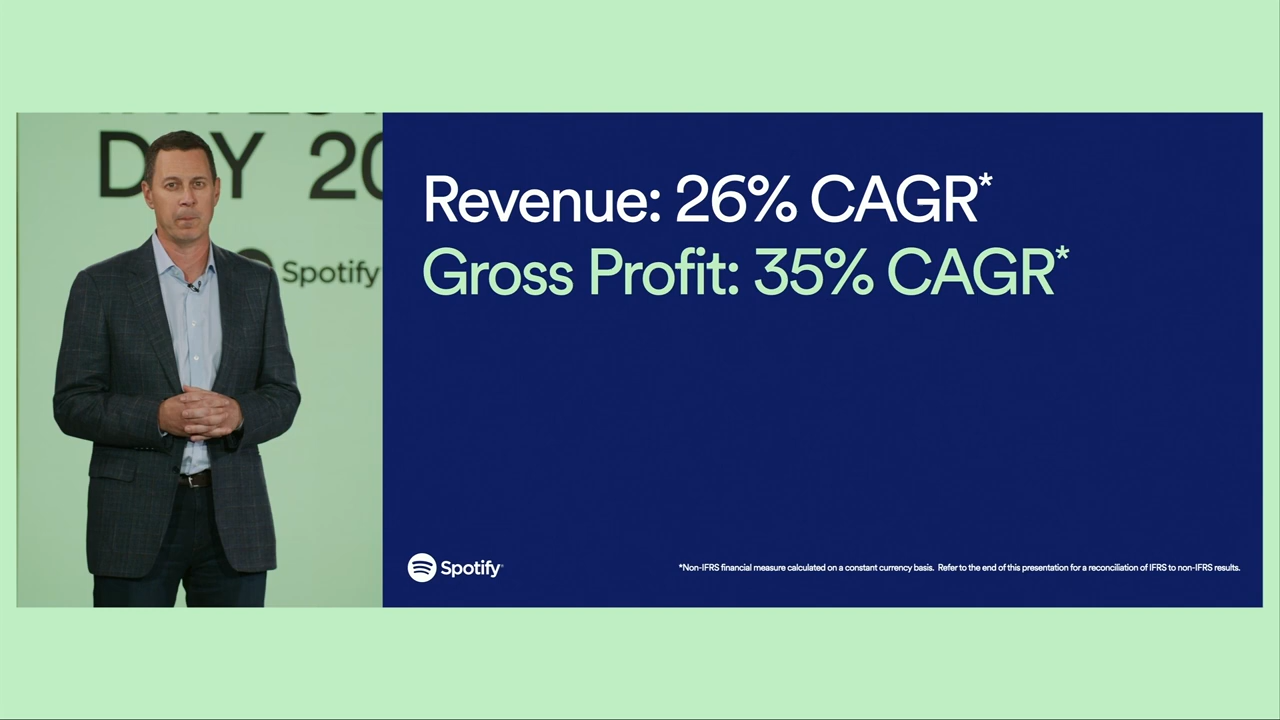 DAY 20
Spotify
Revenue: 26% CAGR*
Gross Profit: 35% CAGR*
Spotify
*Non-IFRS financial measure calculated on a constant currency basis. Refer to the end of this presentation for a reconciliation of IFRS to non-IFRS results.